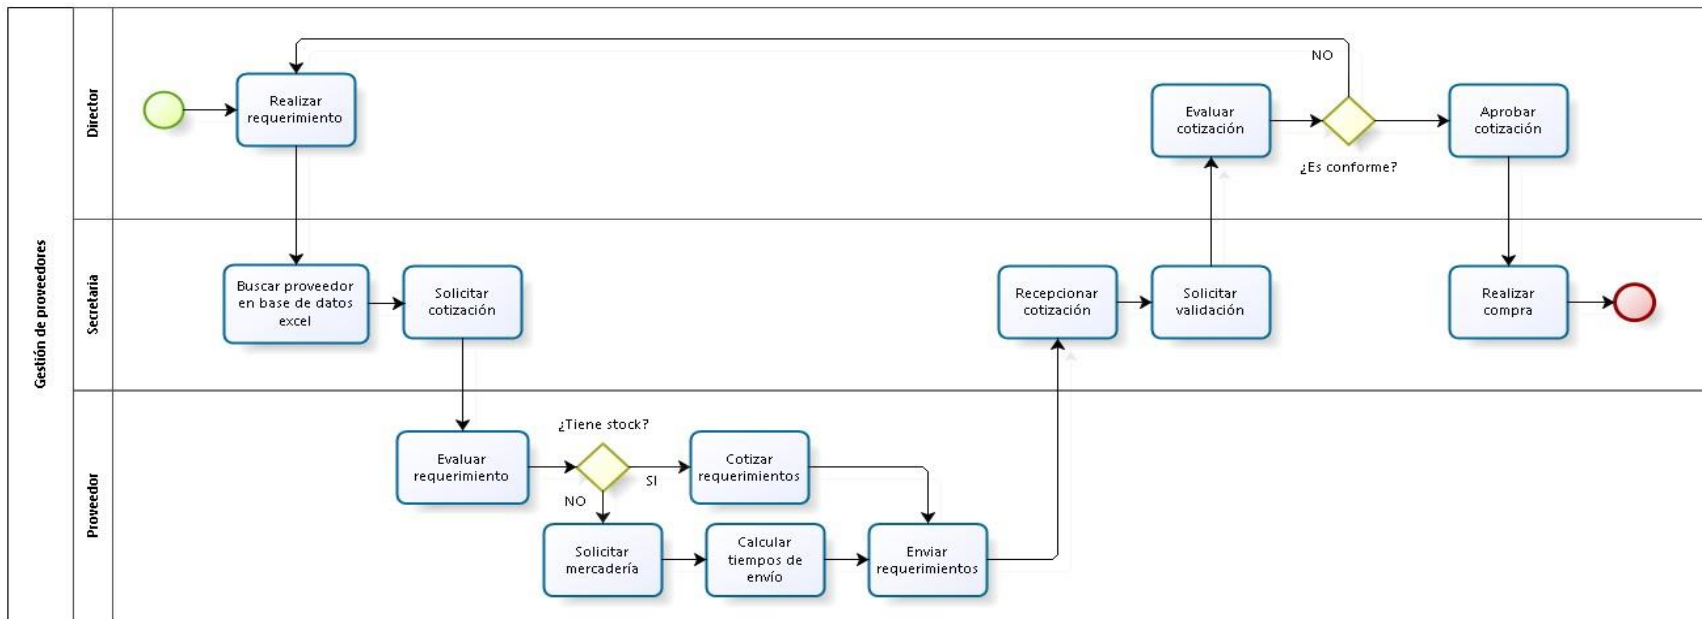 Gestión de proveedores
Director
Realizar
requerimiento
Evaluar
cotización
NO
¿Es conforme?
Aprobar
cotización
Secretaria
Buscar proveedor
en base de datos
excel
Solicitar
cotización
Recepcionar
cotización
Solicitar
validación
Realizar
compra
Proveedor
Evaluar
requerimiento
¿Tiene stock?
SI
NO
Cotizar
requerimientos
Solicitar
mercadería
Calcular
tiempos de
envío
Enviar
requerimientos